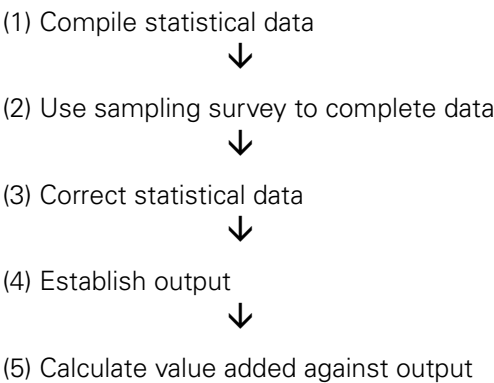 (1) Compile statistical data
↓
(2) Use sampling survey to complete data
↓
(3) Correct statistical data
↓
(4) Establish output
↓
(5) Calculate value added against output